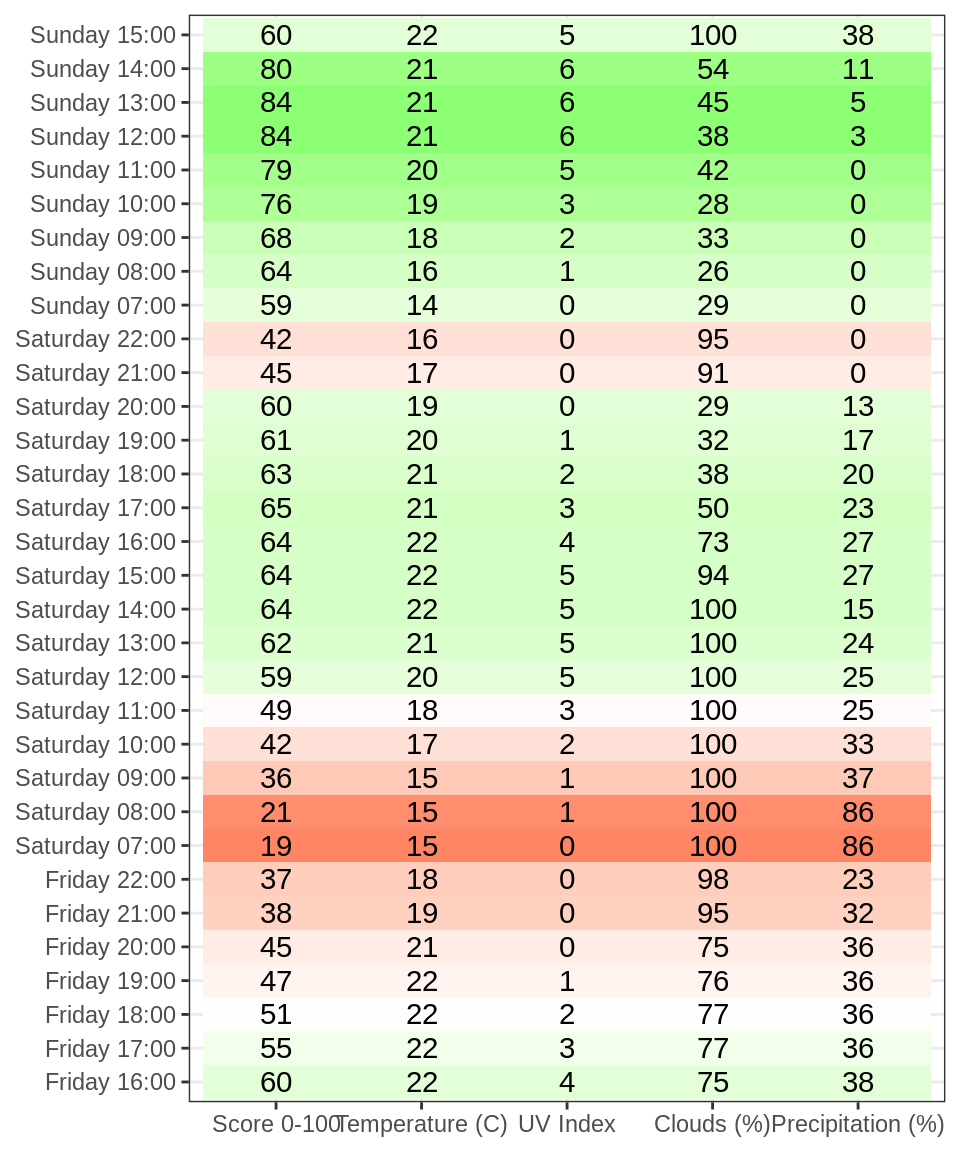 Sunday 15:00 60 22 5 100 38
Sunday 14:00 80 21 6 54 11
Sunday 13:00 84 21 6 45 5
Sunday 12:00 84 21 6 38 3
Sunday 11:00 79 20 5 42 0
Sunday 10:00 76 19 3 28 0
Sunday 09:00 68 18 2 33 0
Sunday 08:00 64 16 1 26 0
Sunday 07:00 59 14 0 29 0
Saturday 22:00 42 16 0 95 0
Saturday 21:00 45 17 0 91 0
Saturday 20:00 60 19 0 29 13
Saturday 19:00 61 20 1 32 17
Saturday 18:00 63 21 2 38 20
Saturday 17:00 65 21 3 50 23
Saturday 16:00 64 22 4 73 27
Saturday 15:00 64 22 5 94 27
Saturday 14:00 64 22 5 100 15
Saturday 13:00 62 21 5 100 24
Saturday 12:00 59 20 5 100 25
Saturday 11:00 49 18 3 100 25
Saturday 10:00 42 17 2 100 33
Saturday 09:00 36 15 1 100 37
Saturday 08:00 21 15 1 100 86
Saturday 07:00 19 15 0 100 86
Friday 22:00 37 18 0 98 23
Friday 21:00 38 19 0 95 32
Friday 20:00 45 21 0 75 36
Friday 19:00 47 22 1 76 36
Friday 18:00 51 22 2 77 36
Friday 17:00 55 22 3 77 36
Friday 16:00 60 22 4 75 38
Score 0-100 Temperature (C) UV Index Clouds (%) Precipitation (%)